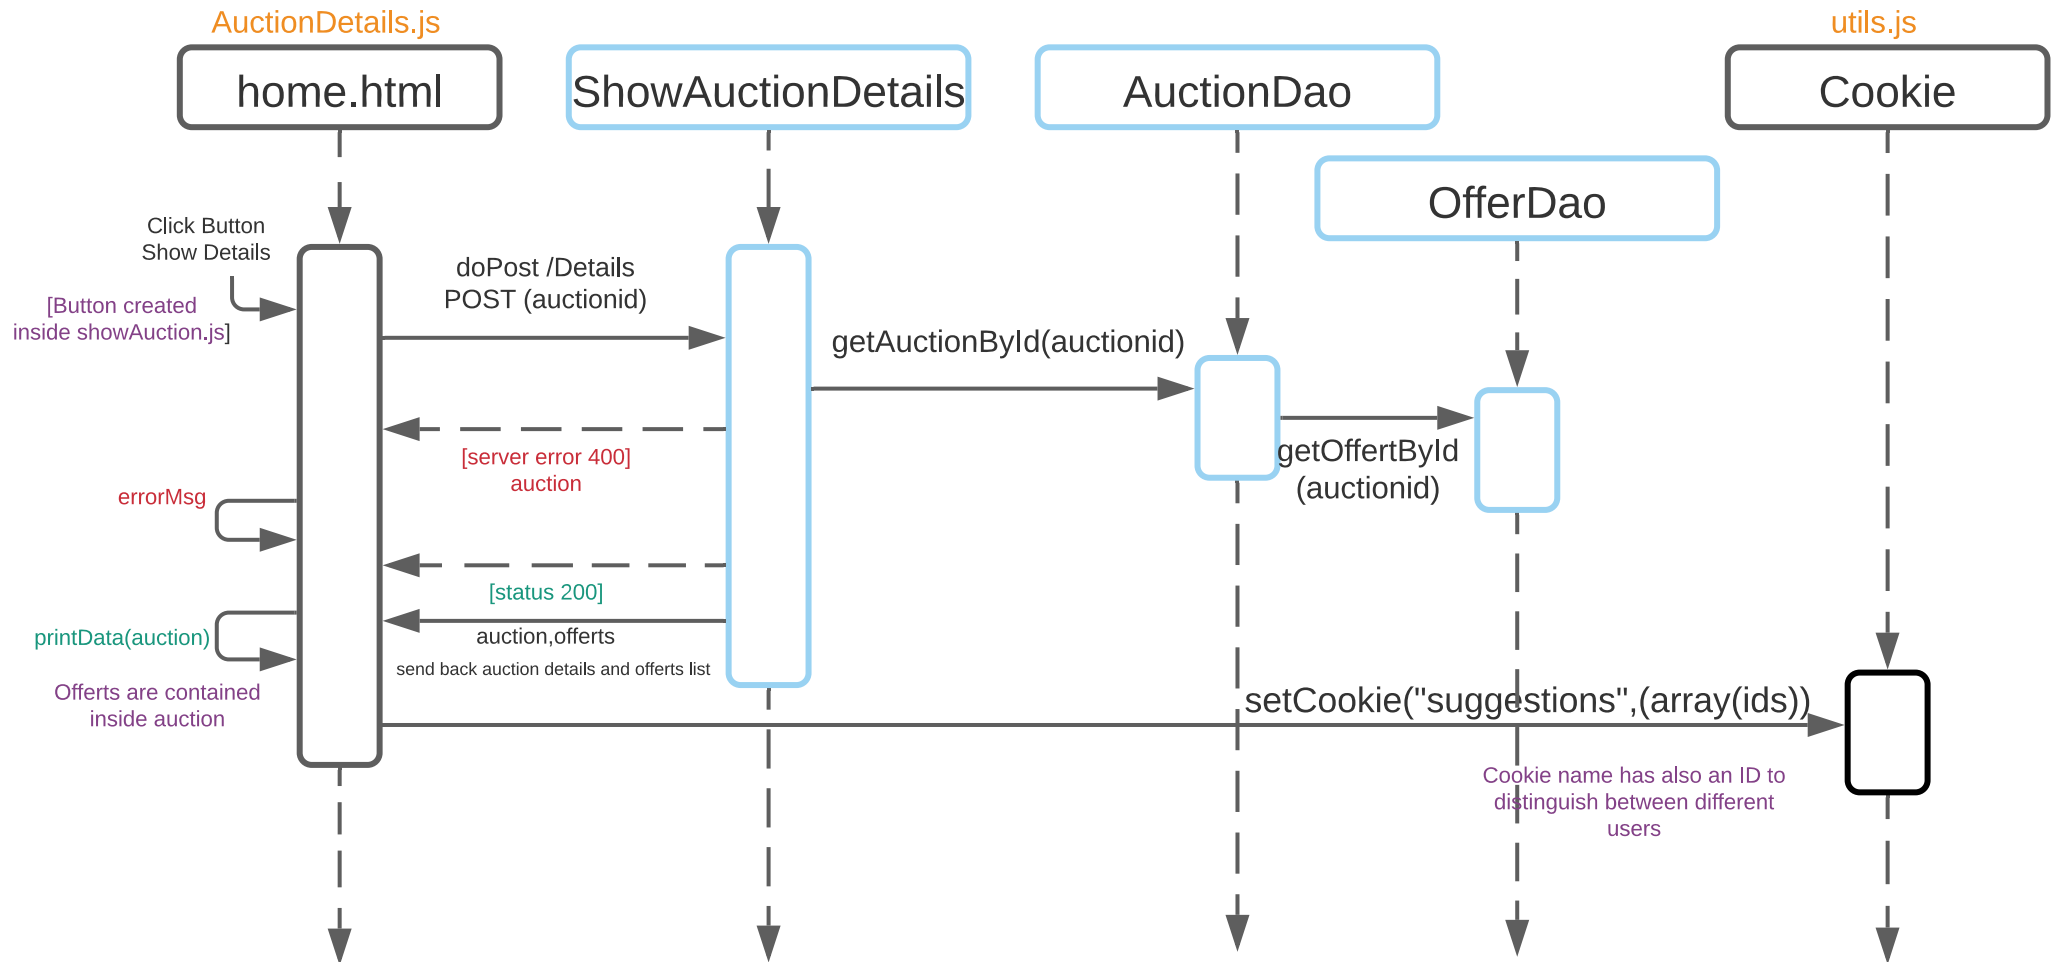 AuctionDetails.js
utils.js
home.html
ShowAuctionDetails
AuctionDao
Cookie
OfferDao
Click Button
Show Details
[Button created
inside showAuction.js]
doPost /Details
POST (auctionid)
getAuctionById(auctionid)
getOffertById
(auctionid)
[server error 400]
auction
errorMsg
[status 200]
auction,offerts
send back auction details and offerts list
printData(auction)
Offerts are contained
inside auction
setCookie("suggestions",(array(ids))
Cookie name has also an ID to
distinguish between different
users